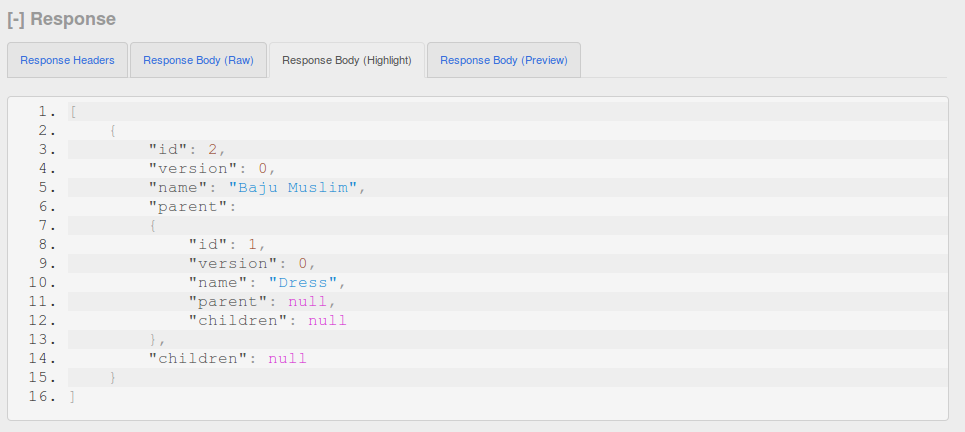 [-] Response
Response Headers Response Body (Raw) Response Body (Highlight) Response Body (Preview)
1. [
2.     {
3.         "id": 2,
4.         "version": 0,
5.         "name": "Baju Muslim",
6.         "parent":
7.         {
8.             "id": 1,
9.             "version": 0,
10.             "name": "Dress",
11.             "parent": null,
12.             "children": null
13.         },
14.         "children": null
15.     }
16. ]